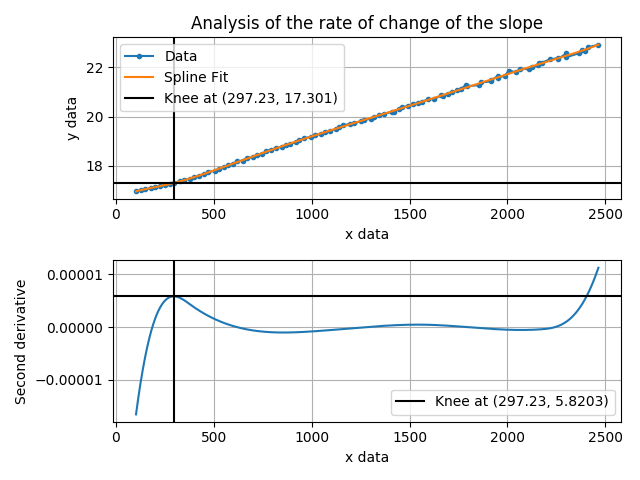 Analysis of the rate of change of the slope
Data
Spline Fit
Knee at (297.23, 17.301)
y data
22
20
18
0 500 1000 1500 2000 2500
x data
Second derivative
0.00001
0.00000
−0.00001
Knee at (297.23, 5.8203)
0 500 1000 1500 2000 2500
x data